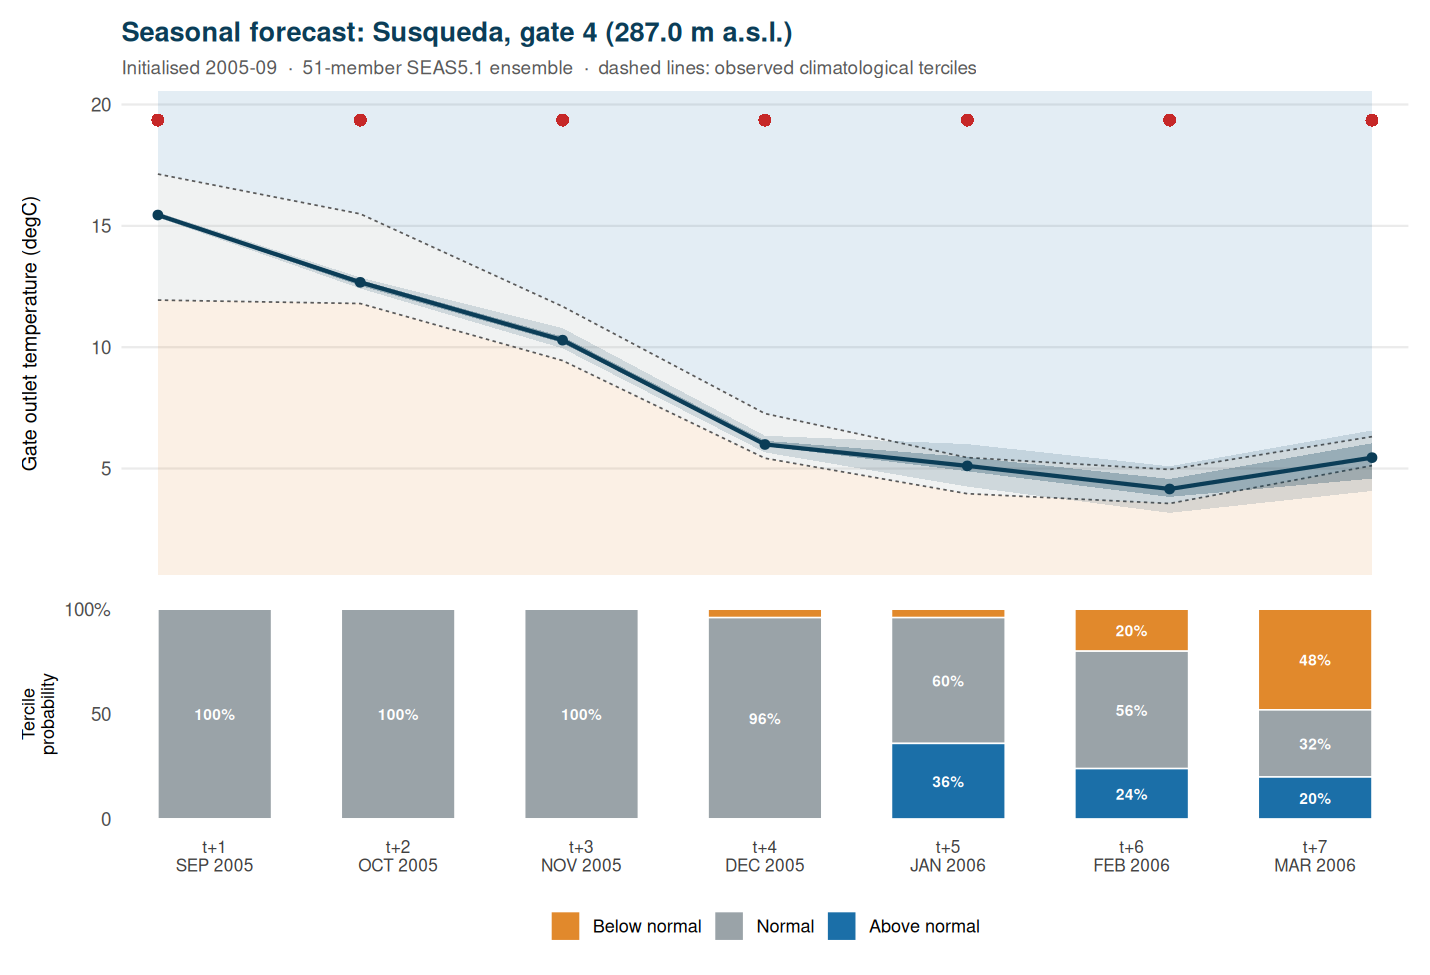 Seasonal forecast: Susqueda, gate 4 (287.0 m a.s.l.)
Initialised 2005-09 · 51-member SEAS5.1 ensemble · dashed lines: observed climatological terciles
Gate outlet temperature (degC)
20
15
10
5
Tercile
probability
100%
50
0
100%
100%
100%
96%
60%
36%
20%
56%
24%
48%
32%
20%
t+1
SEP 2005
t+2
OCT 2005
t+3
NOV 2005
t+4
DEC 2005
t+5
JAN 2006
t+6
FEB 2006
t+7
MAR 2006
Below normal
Normal
Above normal